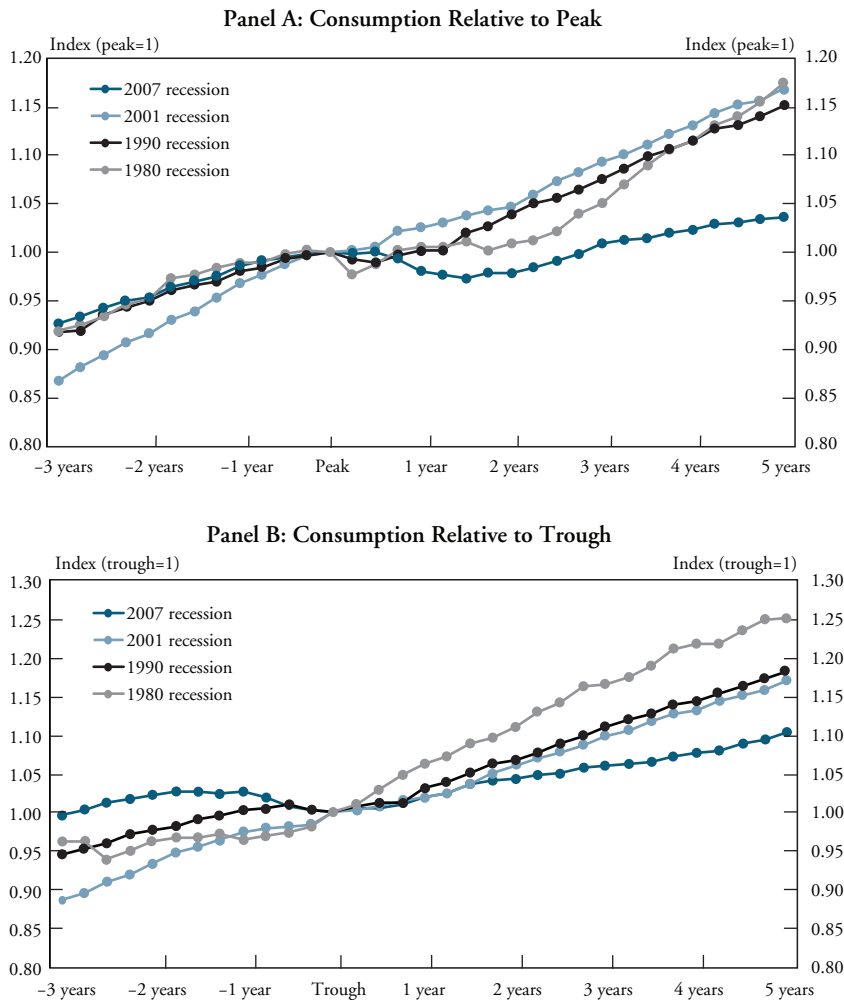 Panel A: Consumption Relative to Peak
Index (peak=1) Index (peak=1)
1.20 1.20
2007 recession
2001 recession
1.15 1.15
1990 recession
1980 recession
1.10 1.10
1.05 1.05
1.00 1.00
0.95 0.95
0.90 0.90
0.85 0.85
0.80 0.80
–3 years –2 years –1 year Peak 1 year 2 years 3 years 4 years 5 years
Panel B: Consumption Relative to Trough
Index (trough=1) Index (trough=1)
1.30 1.30
2007 recession
1.25 1.25
2001 recession
1.20 1.20
1990 recession
1980 recession
1.15 1.15
1.10 1.10
1.05 1.05
1.00 1.00
0.95 0.95
0.90 0.90
0.85 0.85
0.80 0.80
–3 years –2 years –1 year Trough 1 year 2 years 3 years 4 years 5 years